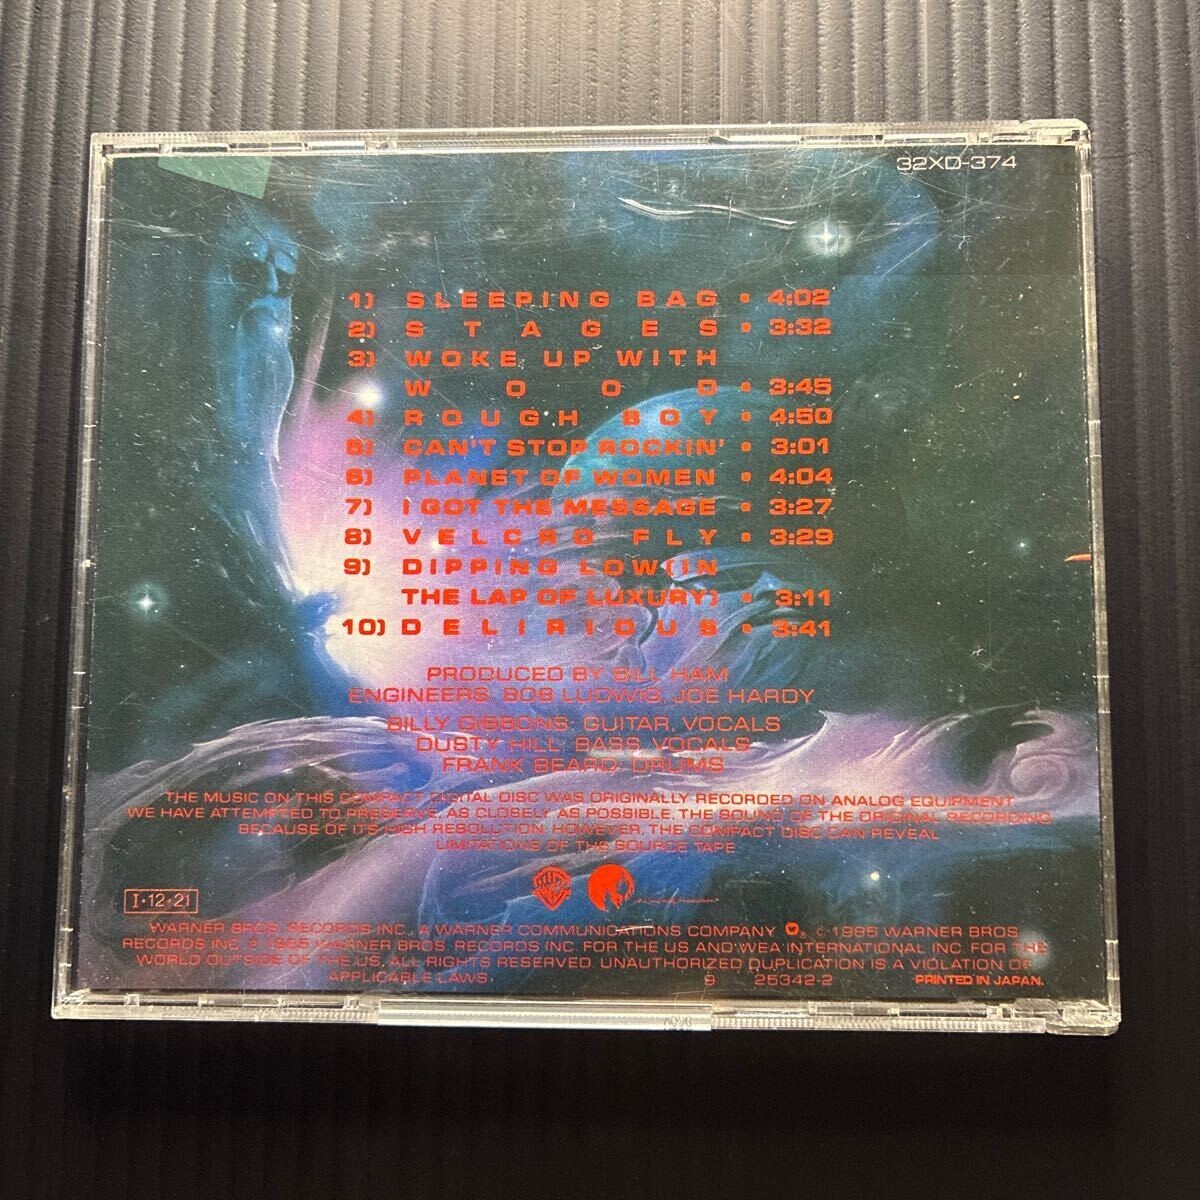 32XD-374
1) SLEEPING BAG • 4:02
2) STAGES • 3:32
3) WOKE UP WITH
WOOD • 3:45
4) ROUGH BOY • 4:50
5) CAN'T STOP ROCKIN' • 3:01
6) PLANET OF WOMEN • 4:04
7) I GOT THE MESSAGE • 3:27
8) VELCRO FLY • 3:29
9) DIPPING LOW (IN
THE LAP OF LUXURY) • 3:11
10) DELIRIOUS • 3:41
PRODUCED BY BILL HAM
ENGINEERS: BOB LUDWIG, JOE HARDY
BILLY GIBBONS: GUITAR, VOCALS
DUSTY HILL: BASS, VOCALS
FRANK BEARD: DRUMS
THE MUSIC ON THIS COMPACT DIGITAL DISC WAS ORIGINALLY RECORDED ON ANALOG EQUIPMENT.
WE HAVE ATTEMPTED TO PRESERVE, AS CLOSELY AS POSSIBLE, THE SOUND OF THE ORIGINAL RECORDING.
BECAUSE OF ITS HIGH RESOLUTION, HOWEVER, THE COMPACT DISC CAN REVEAL
LIMITATIONS OF THE SOURCE TAPE
I•12•21
WARNER BROS. RECORDS INC., A WARNER COMMUNICATIONS COMPANY © 1985 WARNER BROS.
RECORDS INC. ℗ 1985 WARNER BROS. RECORDS INC. FOR THE US AND WEA INTERNATIONAL INC. FOR THE
WORLD OUTSIDE OF THE US. ALL RIGHTS RESERVED. UNAUTHORIZED DUPLICATION IS A VIOLATION OF
APPLICABLE LAWS. 9 25342-2 PRINTED IN JAPAN.